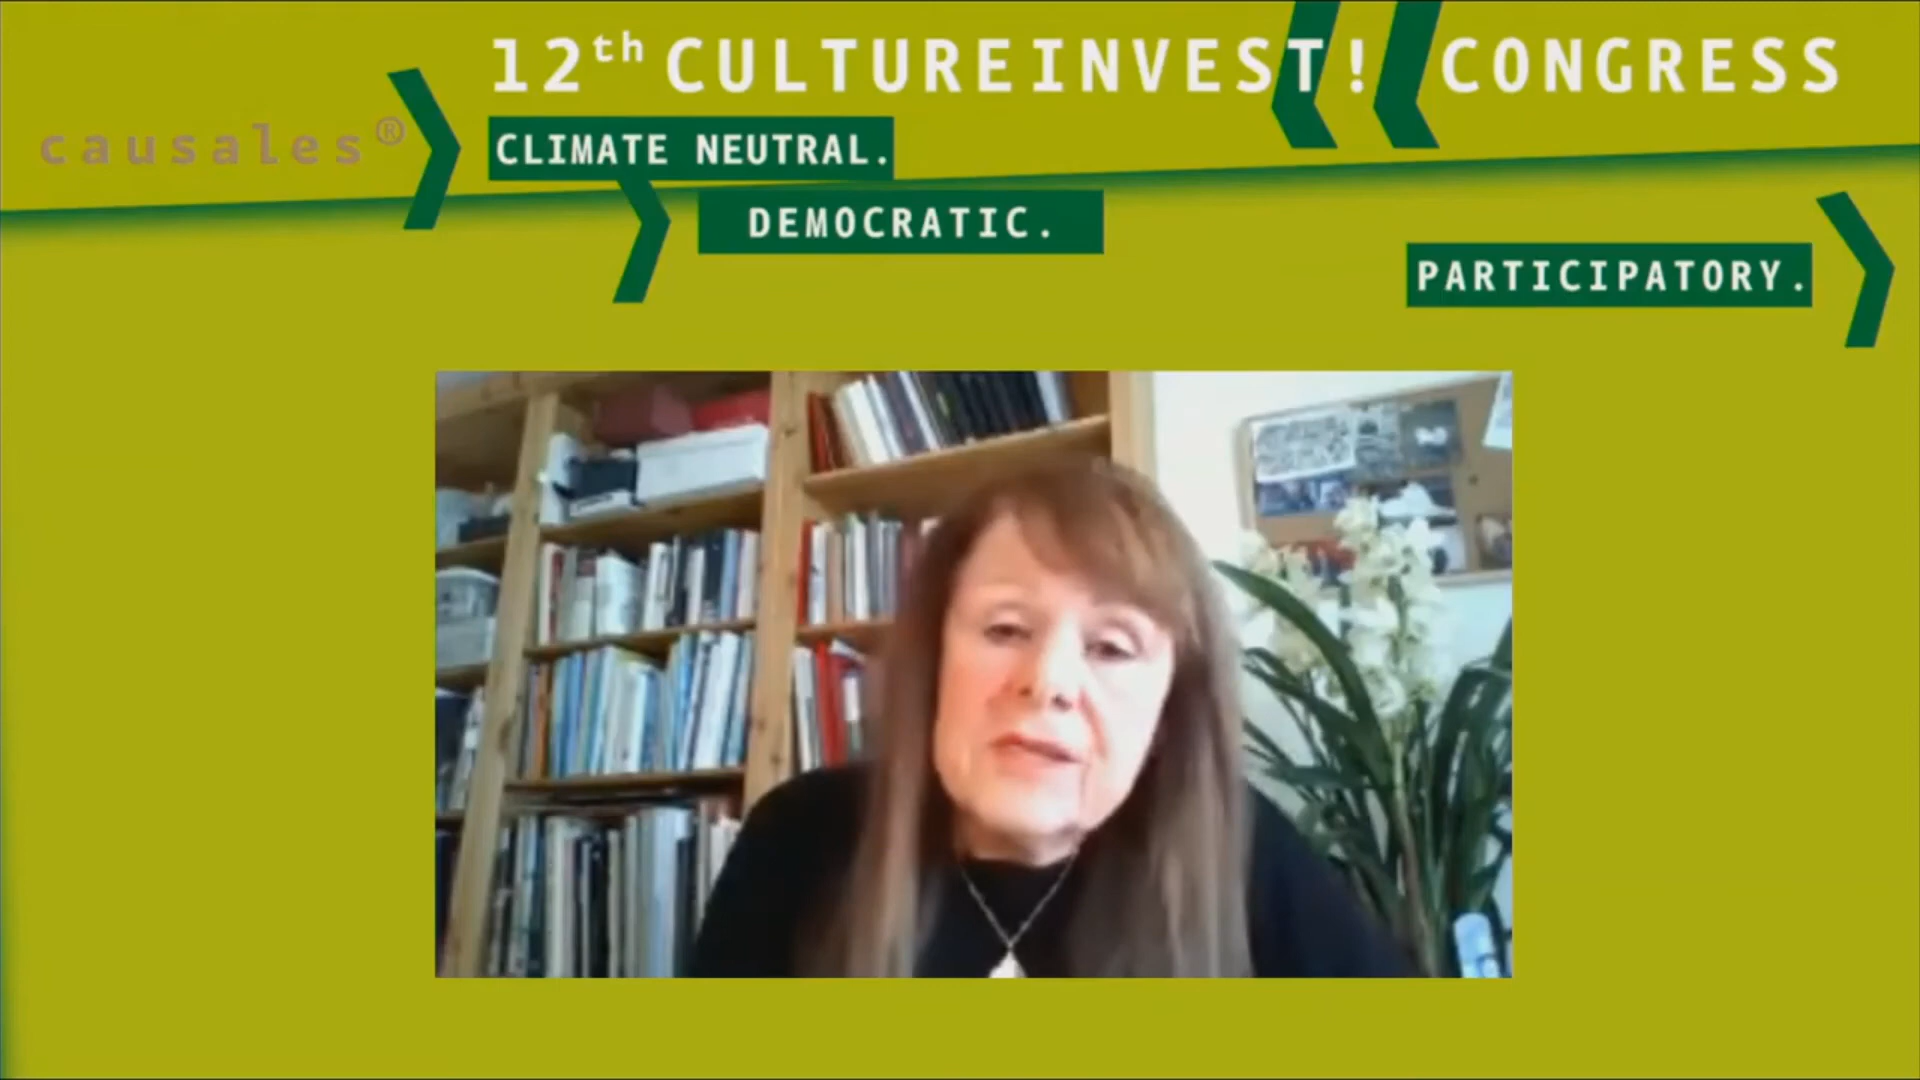 12th CULTUREINVEST! CONGRESS
causales®
CLIMATE NEUTRAL.
DEMOCRATIC.
PARTICIPATORY.